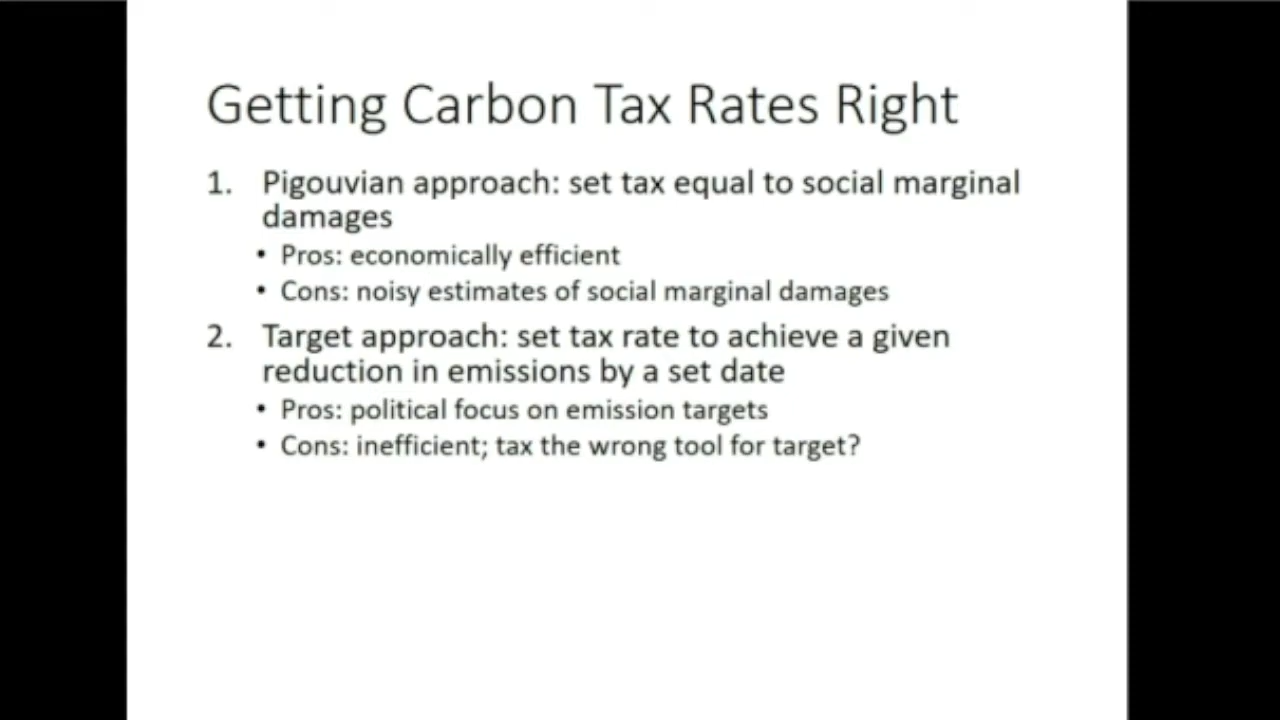 Getting Carbon Tax Rates Right
1. Pigouvian approach: set tax equal to social marginal
damages
• Pros: economically efficient
• Cons: noisy estimates of social marginal damages
2. Target approach: set tax rate to achieve a given
reduction in emissions by a set date
• Pros: political focus on emission targets
• Cons: inefficient; tax the wrong tool for target?